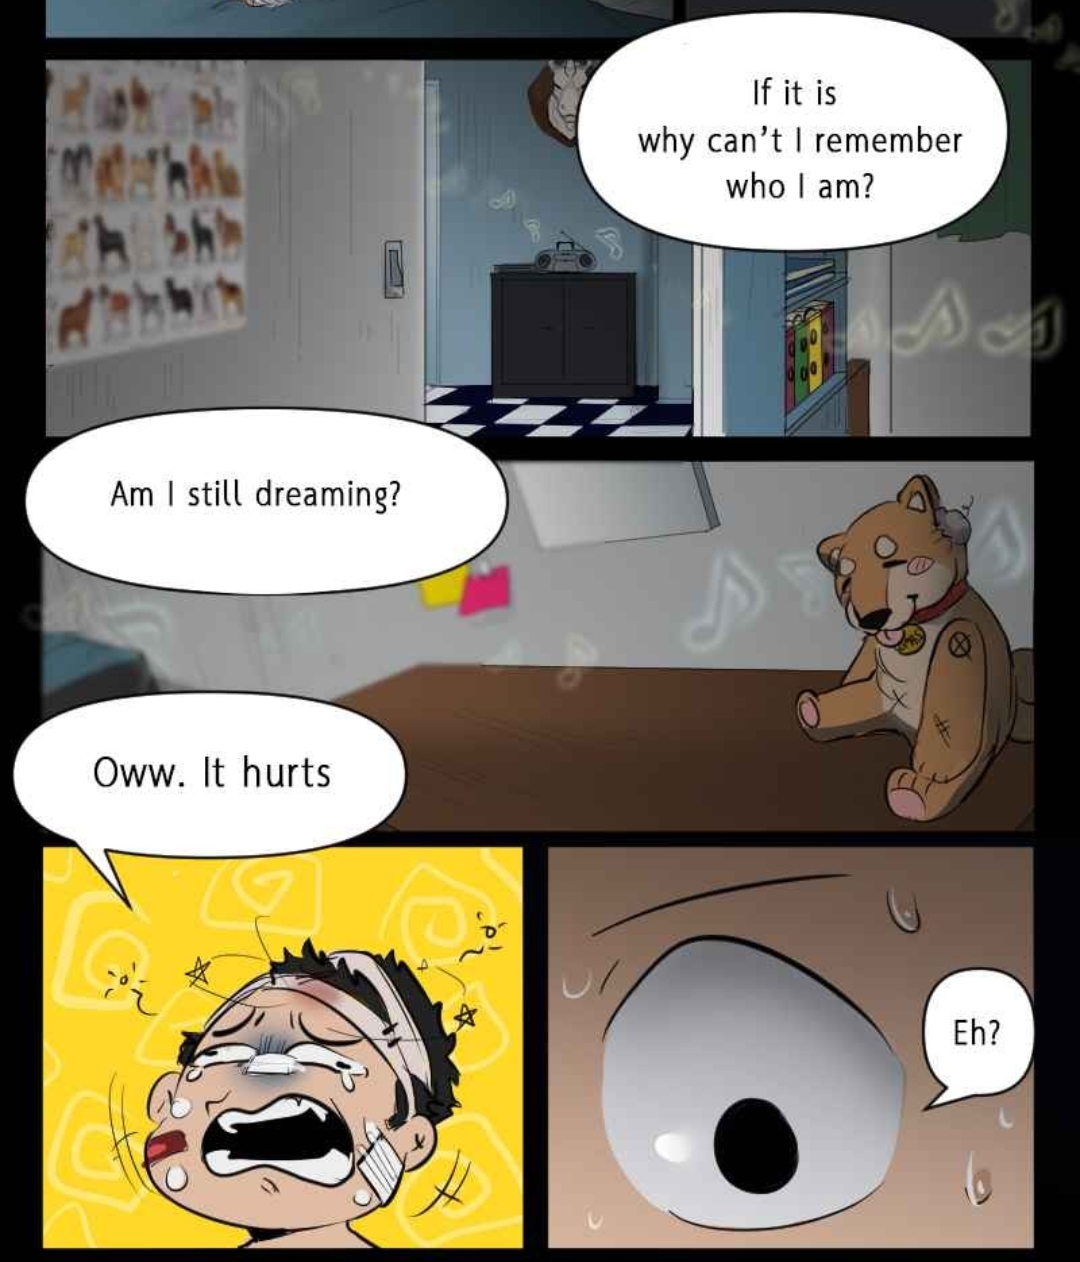 If it is
why can't I remember
who I am?
Am I still dreaming?
Oww. It hurts
Eh?